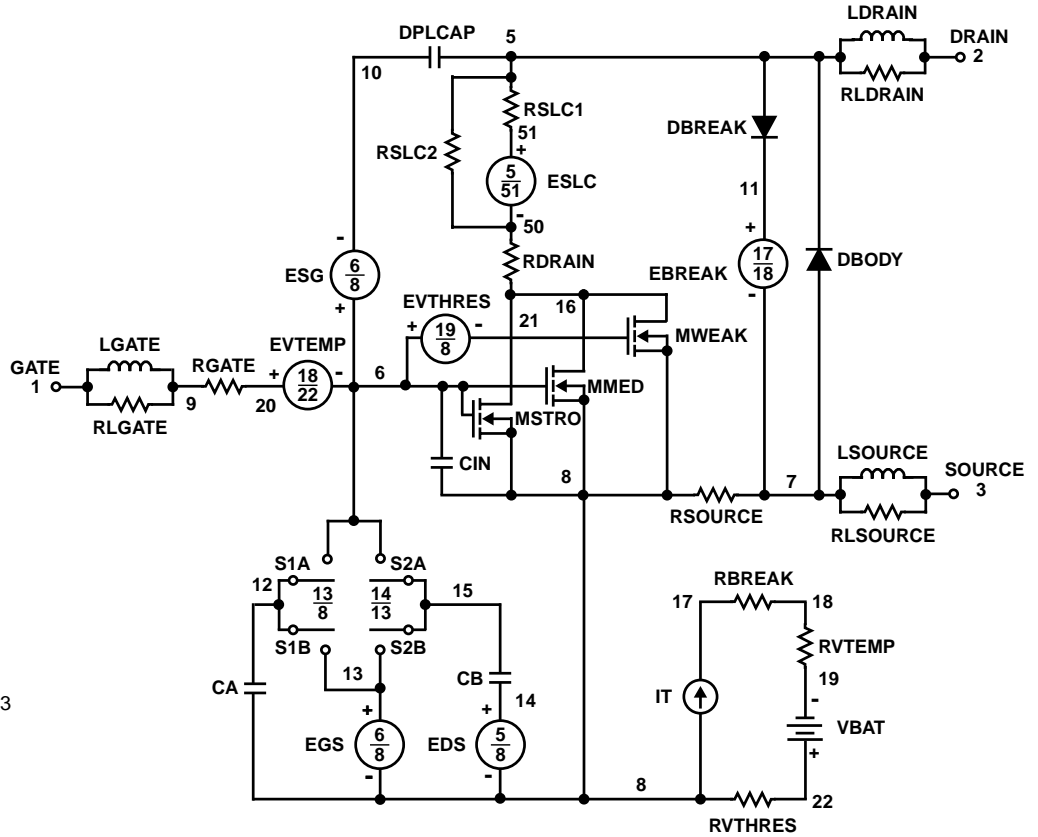 LDRAIN
DPLCAP 5 DRAIN
2
10
RLDRAIN
RSLC1
DBREAK
51
+
RSLC2
5
51
ESLC
11
-
50
+
-
17
18
DBODY
6
8
ESG
RDRAIN
EBREAK
-
+
EVTHRES
16
21
+
19
8
-
MWEAK
LGATE
EVTEMP
RGATE
GATE
1
+
18
22
-
6
MMED
9
20
MSTRO
RLGATE
LSOURCE
CIN
8
7
SOURCE
3
RSOURCE
RLSOURCE
S1A
S2A
12
13
8
14
13
15
RBREAK
17
18
S1B
S2B
RVTEMP
13
CB
19
CA
14
IT
-
3
+
+
VBAT
EGS
6
8
EDS
5
8
+
-
-
8
22
RVTHRES